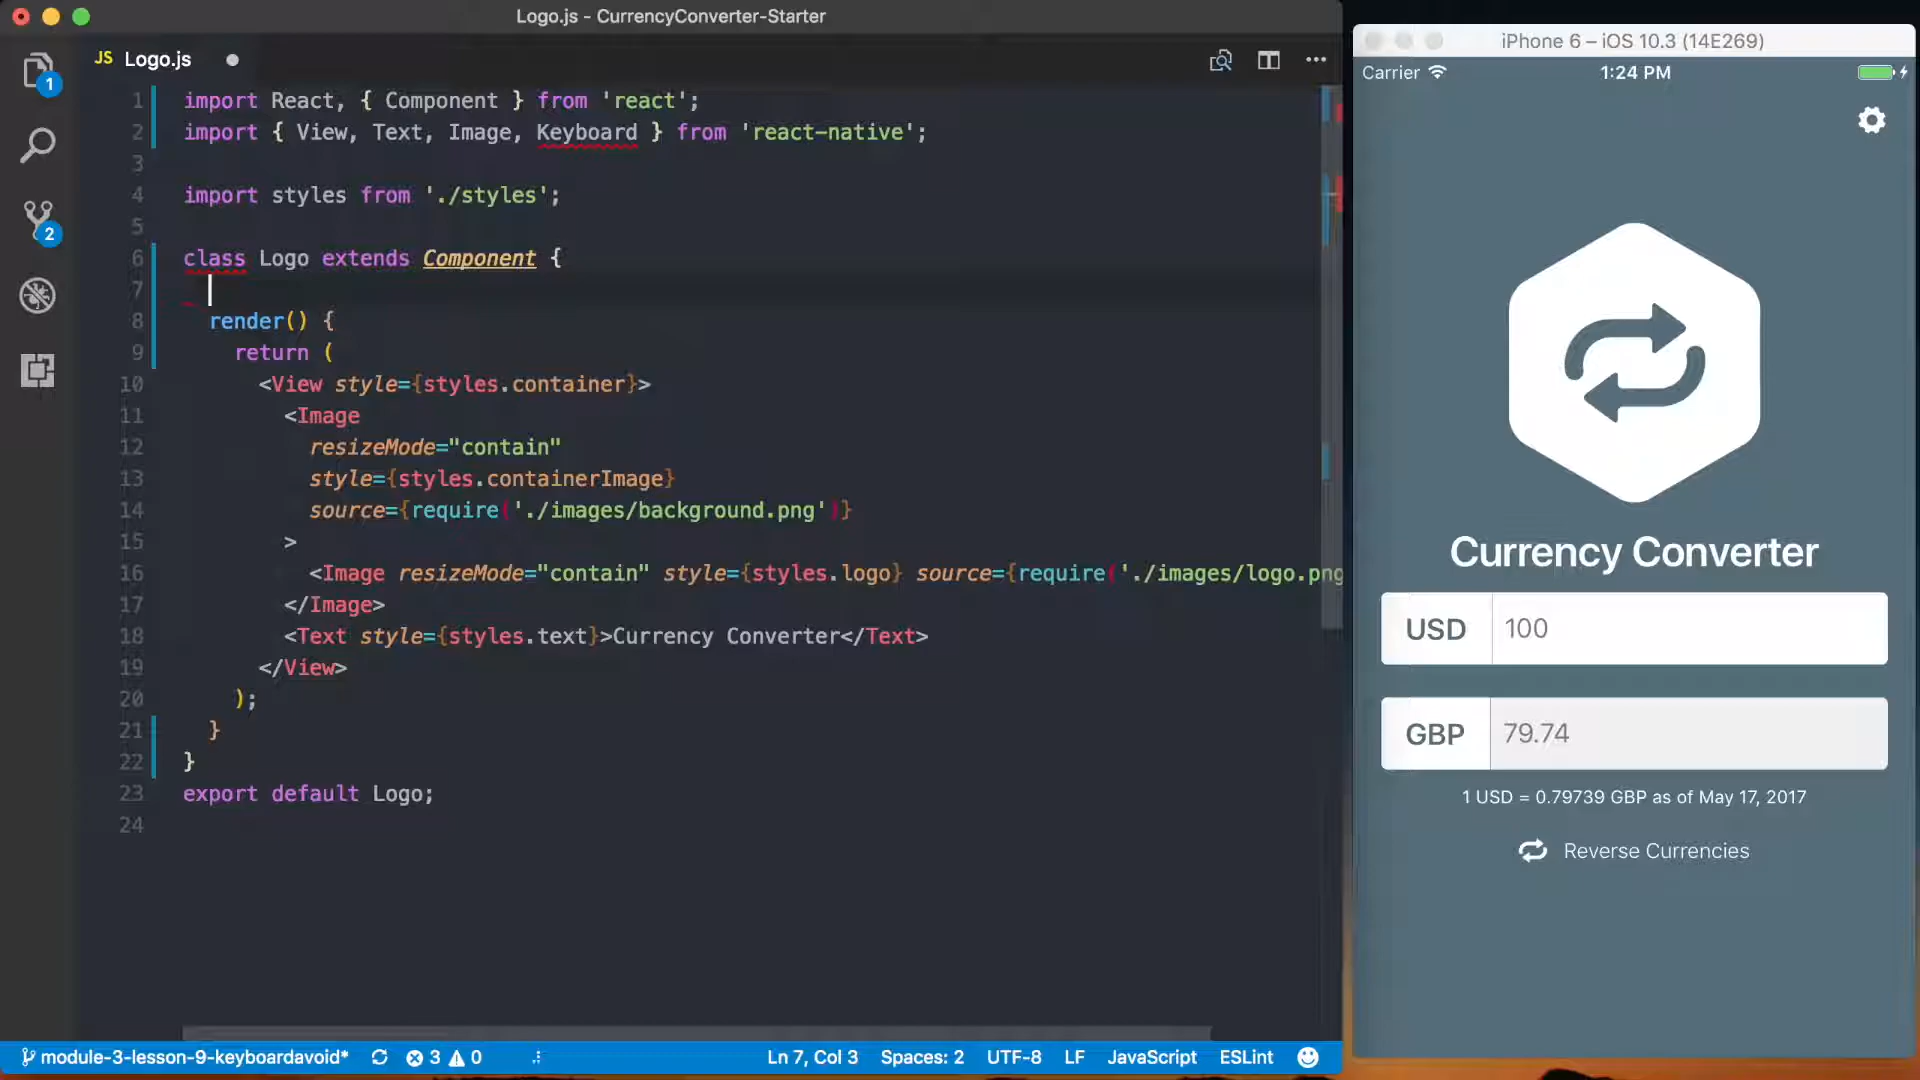 Logo.js - CurrencyConverter-Starter
JS Logo.js
1
2
1 import React, { Component } from 'react';
2 import { View, Text, Image, Keyboard } from 'react-native';
3
4 import styles from './styles';
5
6 class Logo extends Component {
7
8 render() {
9 return (
10 <View style={styles.container}>
11 <Image
12 resizeMode="contain"
13 style={styles.containerImage}
14 source={require('./images/background.png')}
15 >
16 <Image resizeMode="contain" style={styles.logo} source={require('./images/logo.png
17 </Image>
18 <Text style={styles.text}>Currency Converter</Text>
19 </View>
20 );
21 }
22 }
23 export default Logo;
24
module-3-lesson-9-keyboardavoid* 3 0 Ln 7, Col 3 Spaces: 2 UTF-8 LF JavaScript ESLint
iPhone 6 – iOS 10.3 (14E269)
Carrier 1:24 PM
Currency Converter
USD 100
GBP 79.74
1 USD = 0.79739 GBP as of May 17, 2017
Reverse Currencies